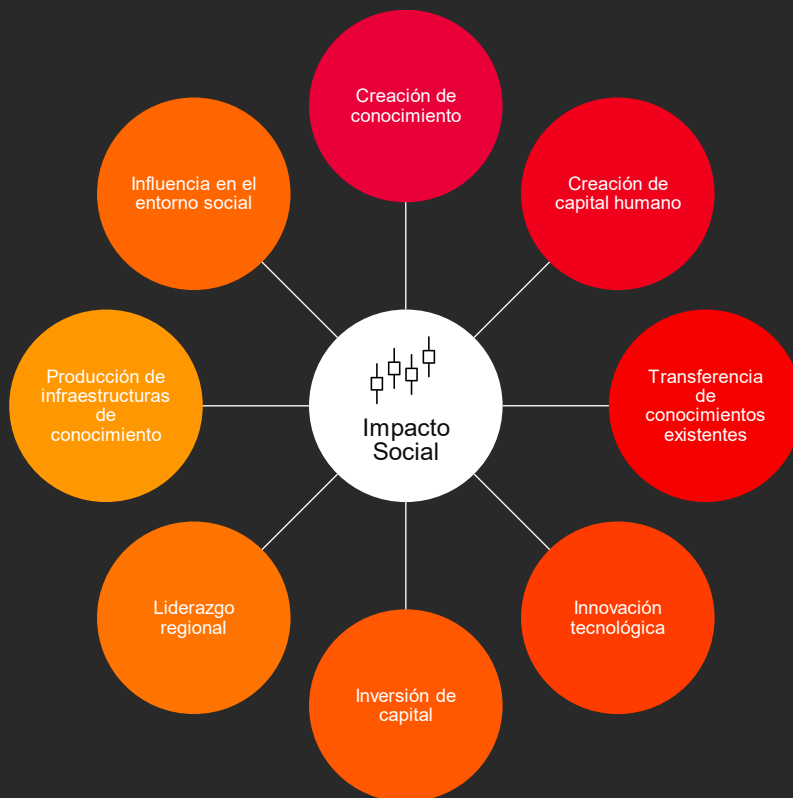 Creación de
conocimiento
Creación de
capital humano
Transferencia
de
conocimientos
existentes
Innovación
tecnológica
Inversión de
capital
Liderazgo
regional
Producción de
infraestructuras
de
conocimiento
Influencia en el
entorno social
Impacto
Social